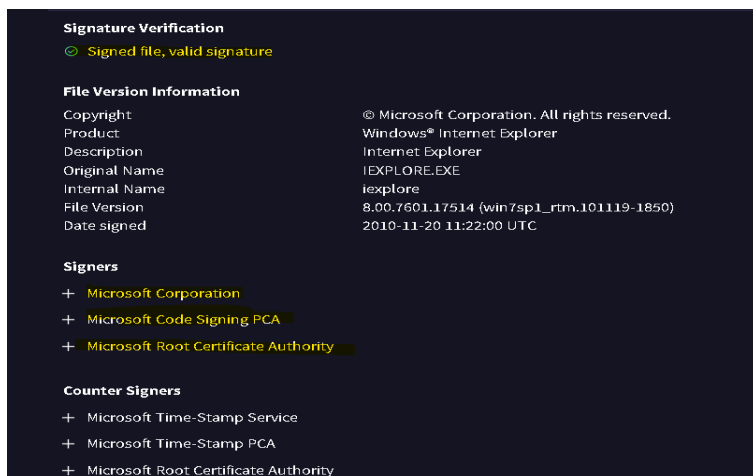 Signature Verification
Signed file, valid signature
File Version Information
Copyright © Microsoft Corporation. All rights reserved.
Product Windows® Internet Explorer
Description Internet Explorer
Original Name IEXPLORE.EXE
Internal Name iexplore
File Version 8.00.7601.17514 (win7sp1_rtm.101119-1850)
Date signed 2010-11-20 11:22:00 UTC
Signers
+ Microsoft Corporation
+ Microsoft Code Signing PCA
+ Microsoft Root Certificate Authority
Counter Signers
+ Microsoft Time-Stamp Service
+ Microsoft Time-Stamp PCA
+ Microsoft Root Certificate Authority